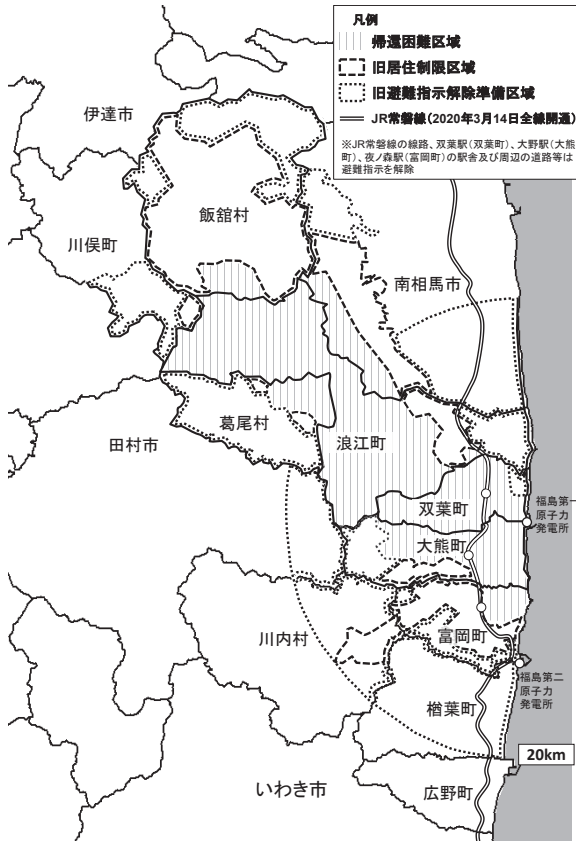 凡例
帰還困難区域
旧居住制限区域
旧避難指示解除準備区域
JR常磐線(2020年3月14日全線開通)
※JR常磐線の線路、双葉駅(双葉町)、大野駅(大熊
町)、夜ノ森駅(富岡町)の駅舎及び周辺の道路等は
避難指示を解除
伊達市
飯舘村
川俣町
南相馬市
葛尾村
田村市
浪江町
双葉町
福島第一
原子力
発電所
大熊町
川内村
富岡町
福島第二
原子力
発電所
楢葉町
20km
いわき市
広野町